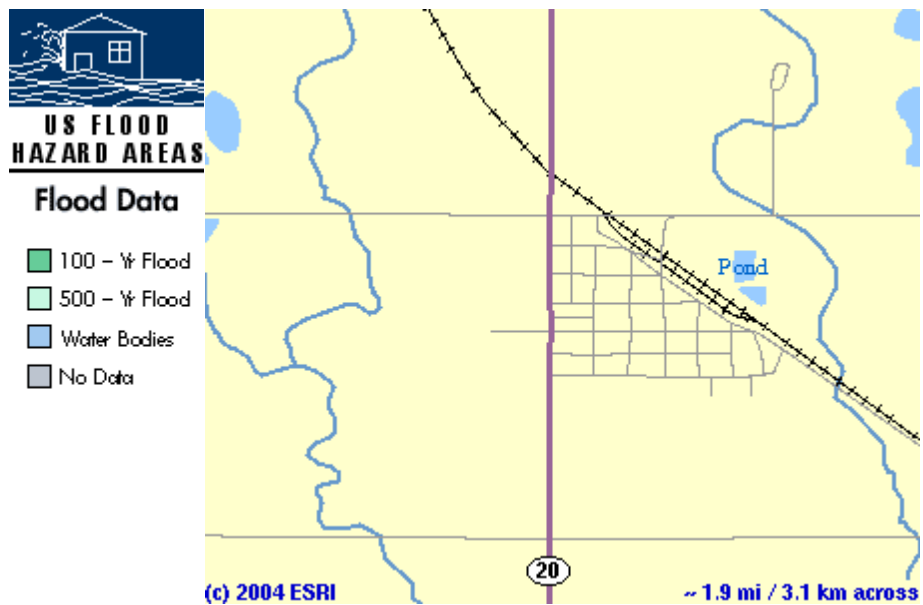 US FLOOD
HAZARD AREAS
Flood Data
100 - Yr Flood
500 - Yr Flood
Water Bodies
No Data
Pond
20
(c) 2004 ESRI
~ 1.9 mi / 3.1 km across